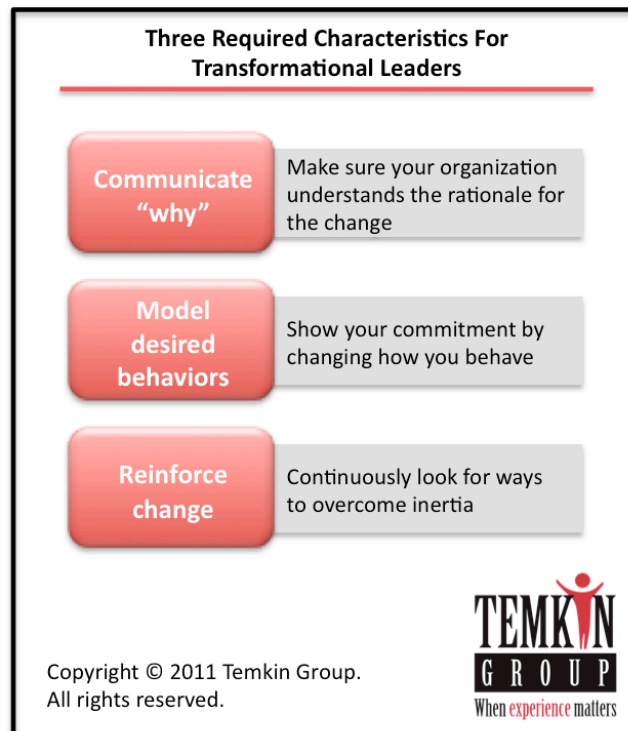 Three Required Characteristics For
Transformational Leaders
Communicate
“why”
Make sure your organization
understands the rationale for
the change
Model
desired
behaviors
Show your commitment by
changing how you behave
Reinforce
change
Continuously look for ways
to overcome inertia
TEMKIN
GROUP
When experience matters
Copyright © 2011 Temkin Group.
All rights reserved.